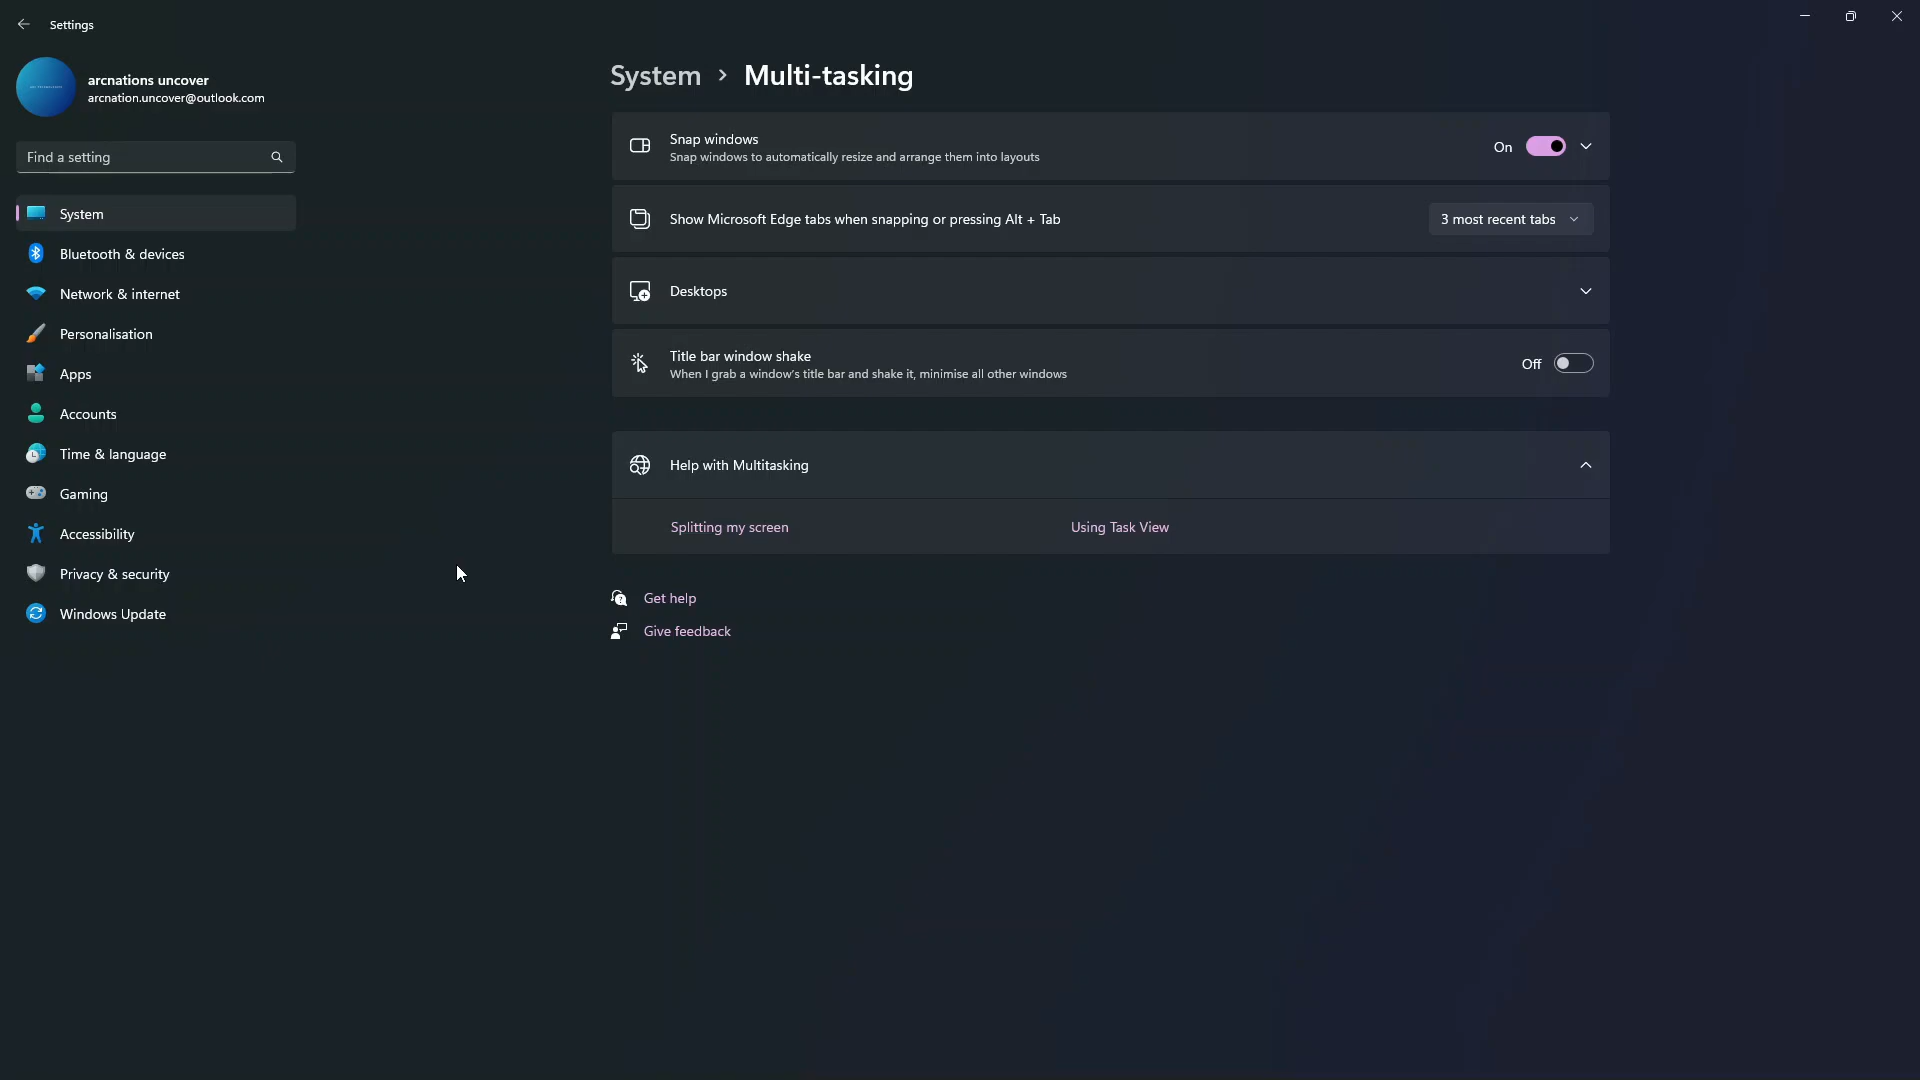 Settings
arcnations uncover
arcnation.uncover@outlook.com
Find a setting
System
Bluetooth & devices
Network & internet
Personalisation
Apps
Accounts
Time & language
Gaming
Accessibility
Privacy & security
Windows Update
System > Multi-tasking
Snap windows
Snap windows to automatically resize and arrange them into layouts
On
Show Microsoft Edge tabs when snapping or pressing Alt + Tab
3 most recent tabs
Desktops
Title bar window shake
When I grab a window's title bar and shake it, minimise all other windows
Off
Help with Multitasking
Splitting my screen
Using Task View
Get help
Give feedback